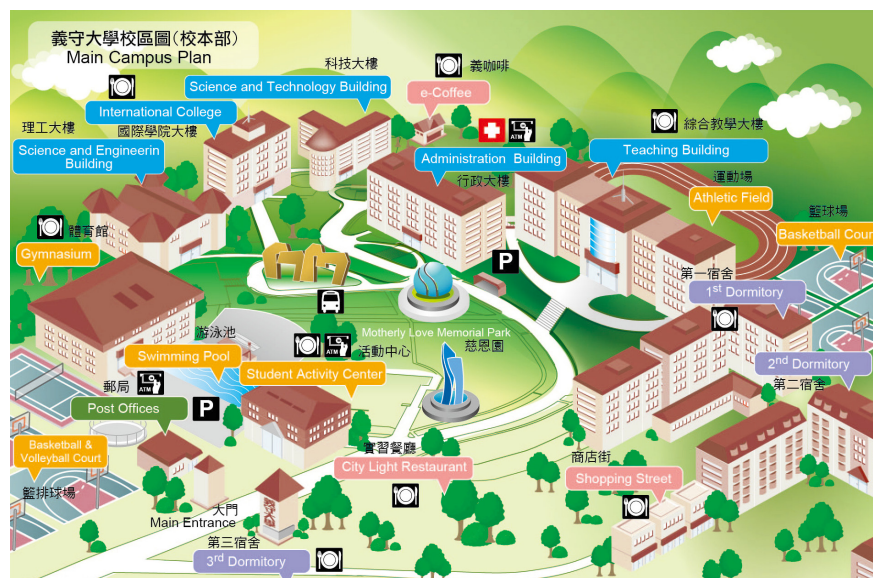 義守大學校區圖(校本部)
Main Campus Plan
科技大樓
Science and Technology Building
義咖啡
e-Coffee
International College
國際學院大樓
理工大樓
Science and Engineerin
Building
ATM
Administration Building
行政大樓
綜合教學大樓
Teaching Building
運動場
Athletic Field
籃球場
Basketball Cour
體育館
Gymnasium
P
第一宿舍
1st Dormitory
Motherly Love Memorial Park
慈恩園
游泳池
Swimming Pool
ATM
活動中心
Student Activity Center
2nd Dormitory
第二宿舍
郵局
ATM
Post Offices
P
Basketball &
Volleyball Court
籃排球場
實習餐廳
City Light Restaurant
商店街
Shopping Street
大門
Main Entrance
第三宿舍
3rd Dormitory